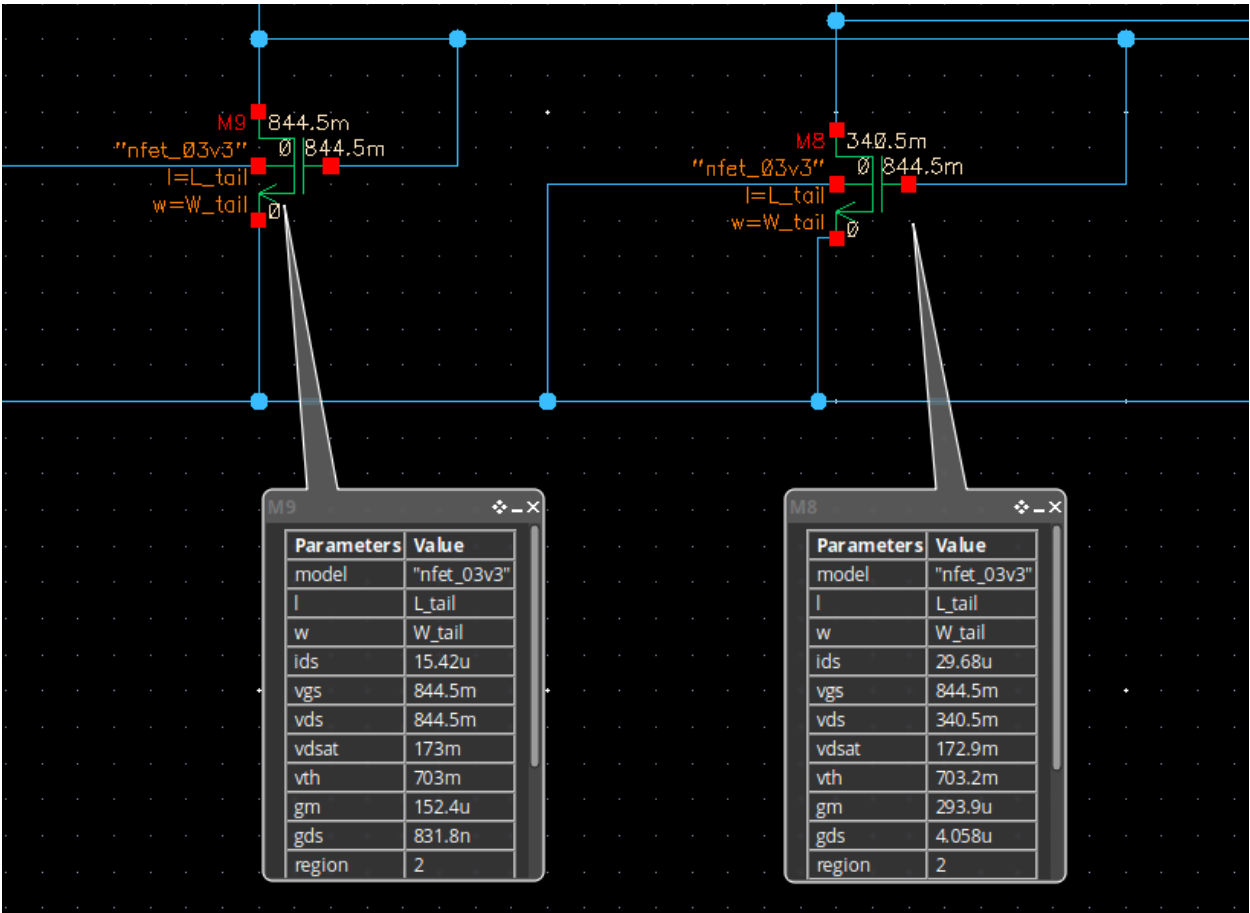 M9 844.5m
"nfet_03v3" 0 844.5m
l=L_tail
w=W_tail 0
M8 340.5m
"nfet_03v3" 0 844.5m
l=L_tail
w=W_tail 0
M9
Parameters Value
model "nfet_03v3"
l L_tail
w W_tail
ids 15.42u
vgs 844.5m
vds 844.5m
vdsat 173m
vth 703m
gm 152.4u
gds 831.8n
region 2
M8
Parameters Value
model "nfet_03v3"
l L_tail
w W_tail
ids 29.68u
vgs 844.5m
vds 340.5m
vdsat 172.9m
vth 703.2m
gm 293.9u
gds 4.058u
region 2